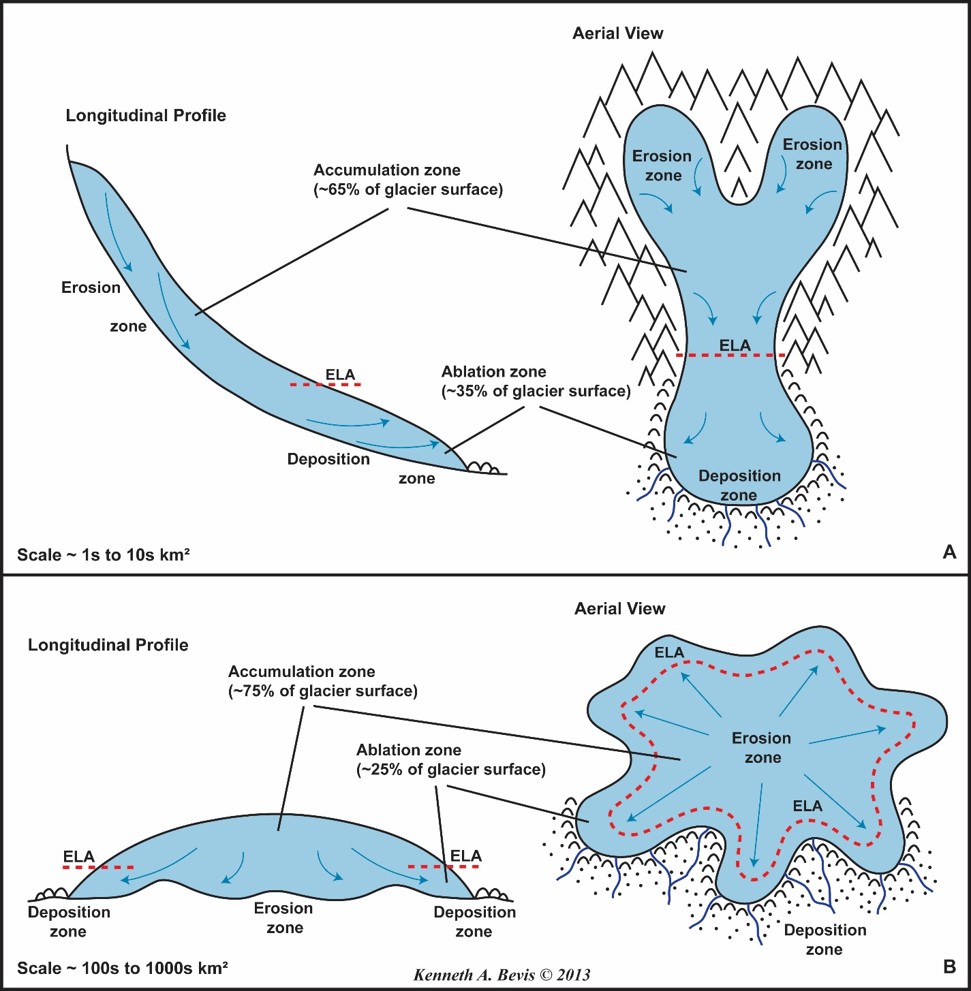 Aerial View
Longitudinal Profile
Accumulation zone
(~65% of glacier surface)
Erosion
zone
Erosion
zone
Erosion
zone
ELA
ELA
Ablation zone
(~35% of glacier surface)
Deposition
zone
Deposition
zone
Scale ~ 1s to 10s km²
A
Aerial View
Longitudinal Profile
ELA
Accumulation zone
(~75% of glacier surface)
Erosion
zone
Ablation zone
(~25% of glacier surface)
ELA
ELA
ELA
Deposition
zone
Erosion
zone
Deposition
zone
Deposition
zone
Scale ~ 100s to 1000s km²
Kenneth A. Bevis © 2013
B